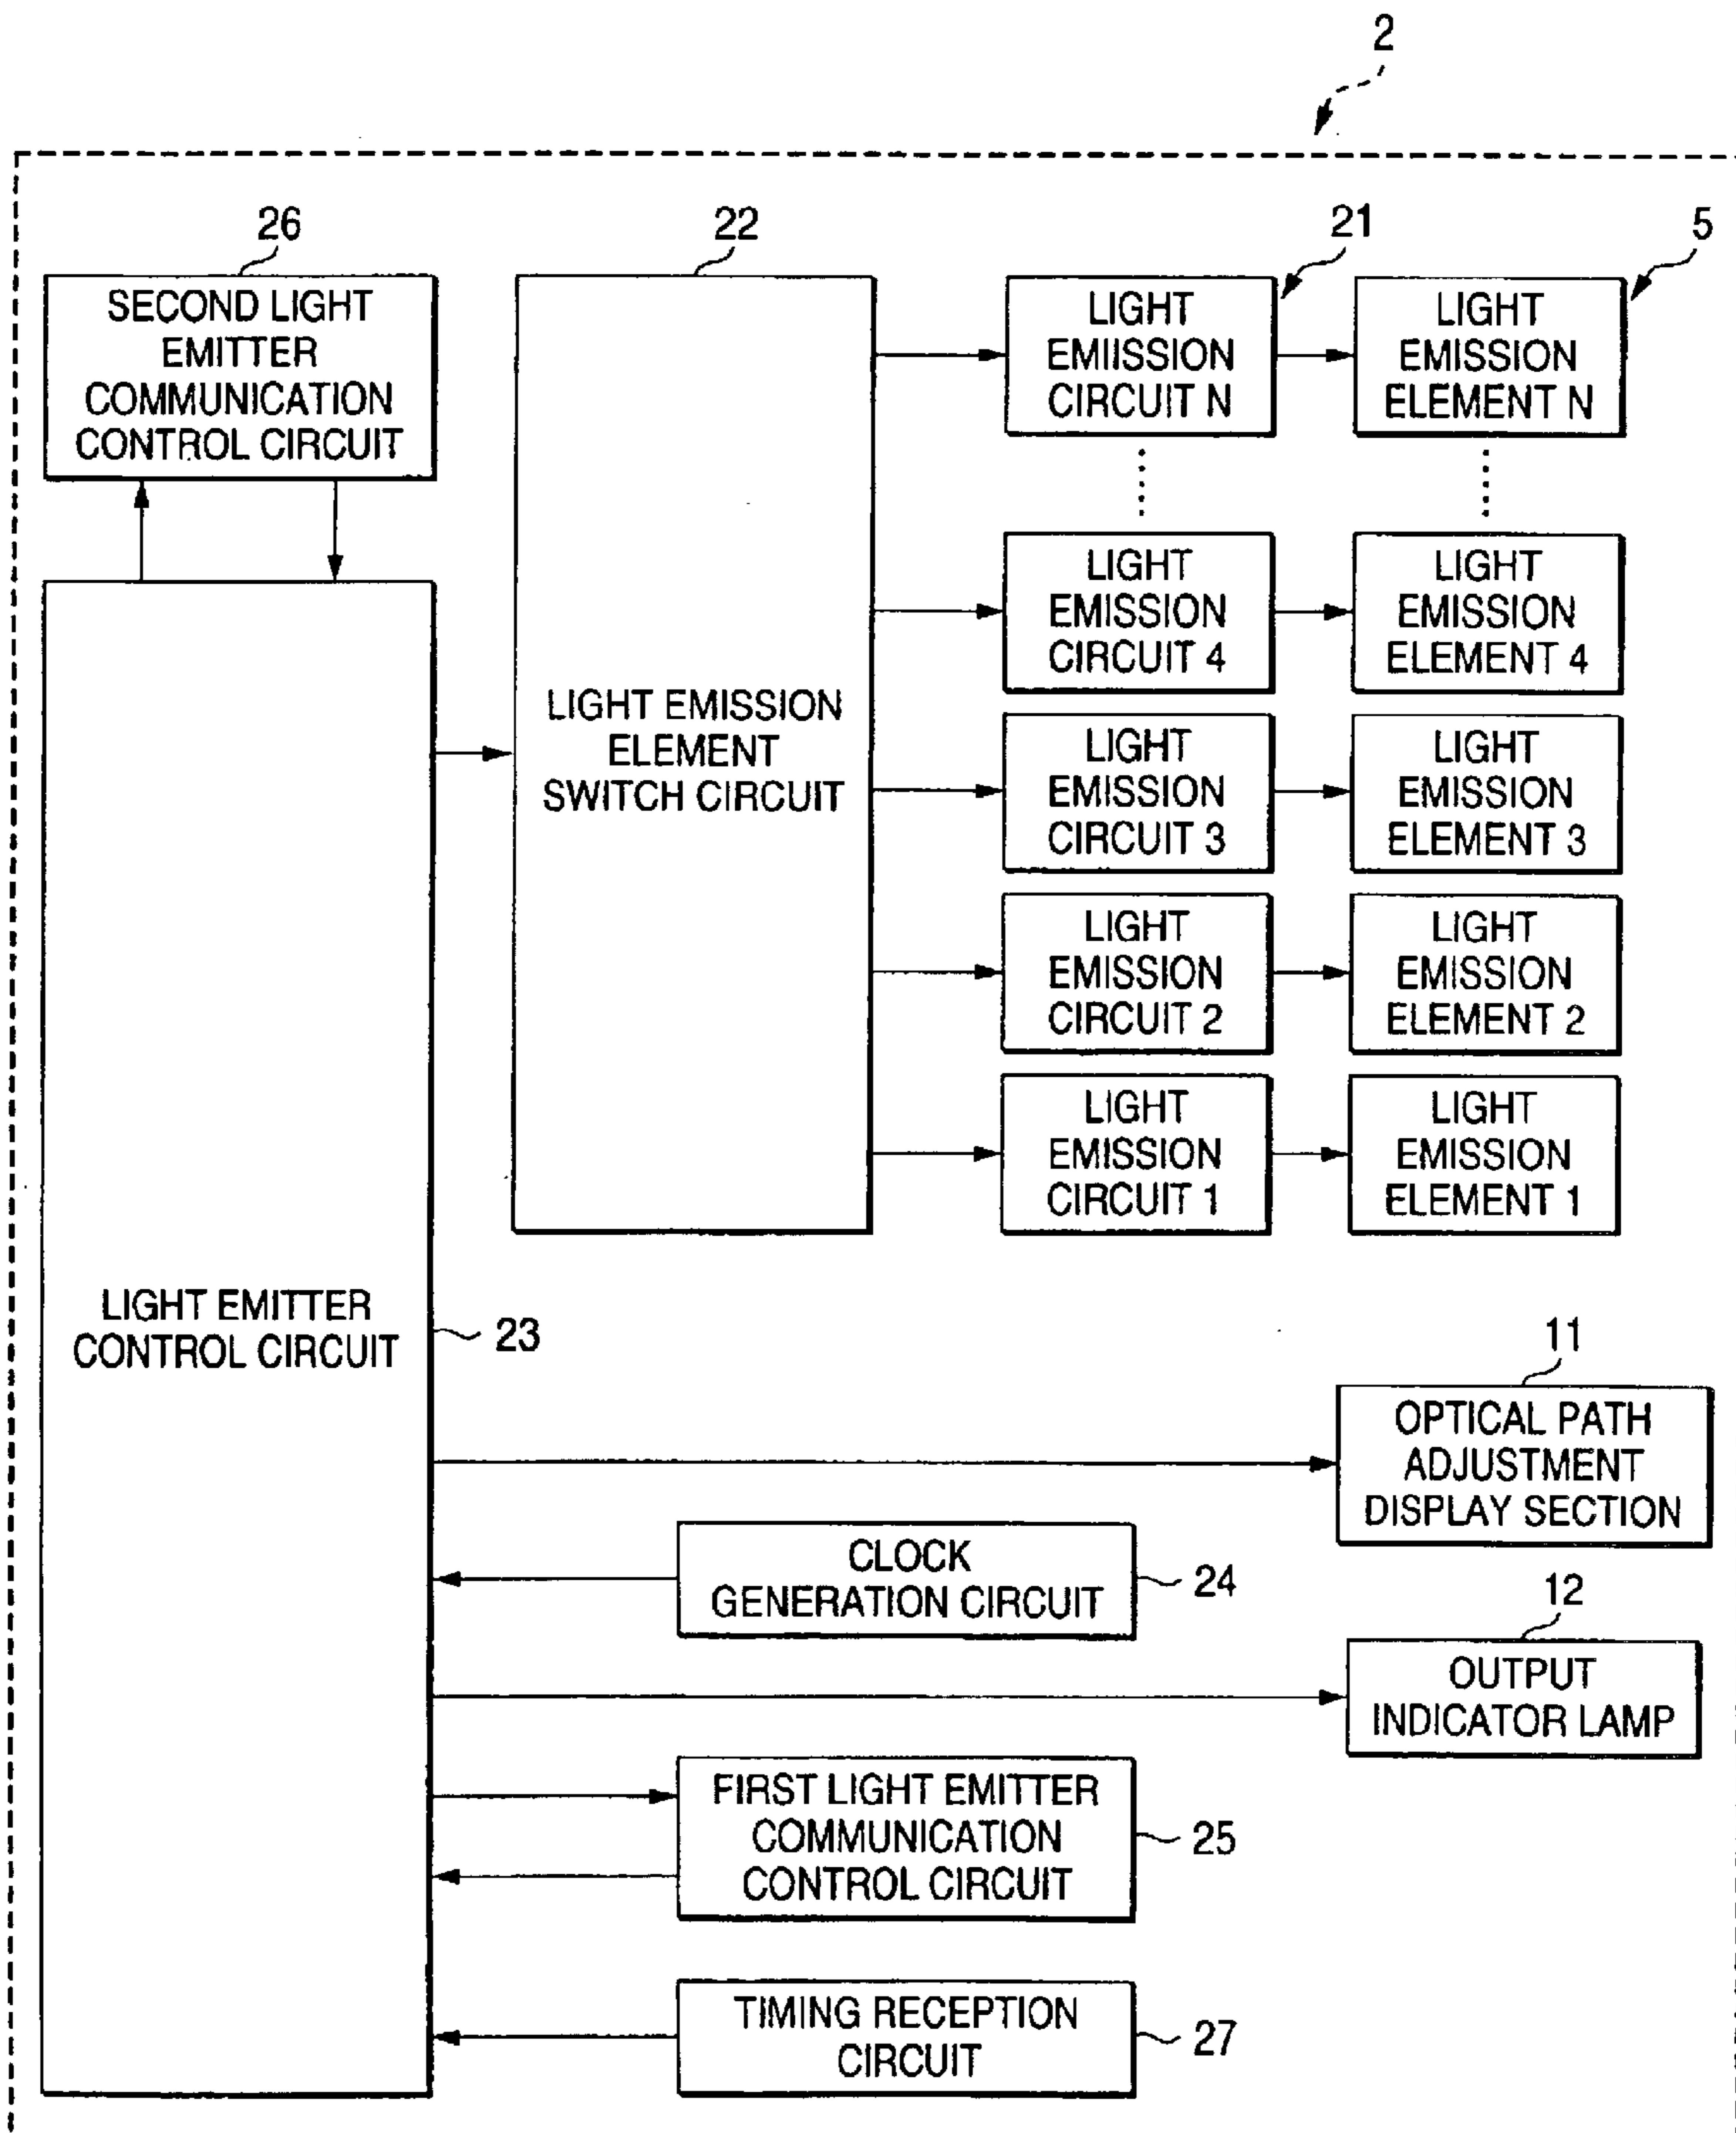 2
26
SECOND LIGHT
EMITTER
COMMUNICATION
CONTROL CIRCUIT
22
LIGHT EMISSION
ELEMENT
SWITCH CIRCUIT
21
LIGHT
EMIISSION
CIRCUIT N
5
LIGHT
EMISSION
ELEMENT N
LIGHT
EMISSION
CIRCUIT 4
LIGHT
EMISSION
ELEMENT 4
LIGHT
EMISSION
CIRCUIT 3
LIGHT
EMISSION
ELEMENT 3
LIGHT
EMISSION
CIRCUIT 2
LIGHT
EMISSION
ELEMENT 2
LIGHT
EMISSION
CIRCUIT 1
LIGHT
EMISSION
ELEMENT 1
LIGHT EMITTER
CONTROL CIRCUIT
23
11
OPTICAL PATH
ADJUSTMENT
DISPLAY SECTION
CLOCK
GENERATION CIRCUIT
24
12
OUTPUT
INDICATOR LAMP
FIRST LIGHT EMITTER
COMMUNICATION
CONTROL CIRCUIT
25
TIMING RECEPTION
CIRCUIT
27